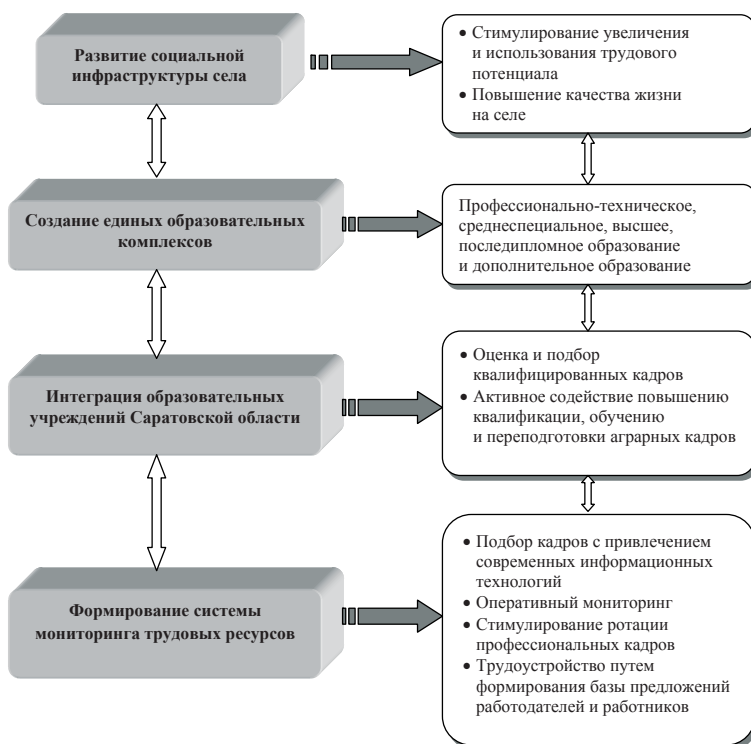 Развитие социальной
инфраструктуры села
• Стимулирование увеличения
и использования трудового
потенциала
• Повышение качества жизни
на селе
Создание единых образовательных
комплексов
Профессионально-техническое,
среднеспециальное, высшее,
последипломное образование
и дополнительное образование
Интеграция образовательных
учреждений Саратовской области
• Оценка и подбор
квалифицированных кадров
• Активное содействие повышению
квалификации, обучению
и переподготовки аграрных кадров
Формирование системы
мониторинга трудовых ресурсов
• Подбор кадров с привлечением
современных информационных
технологий
• Оперативный мониторинг
• Стимулирование ротации
профессиональных кадров
• Трудоустройство путем
формирования базы предложений
работодателей и работников